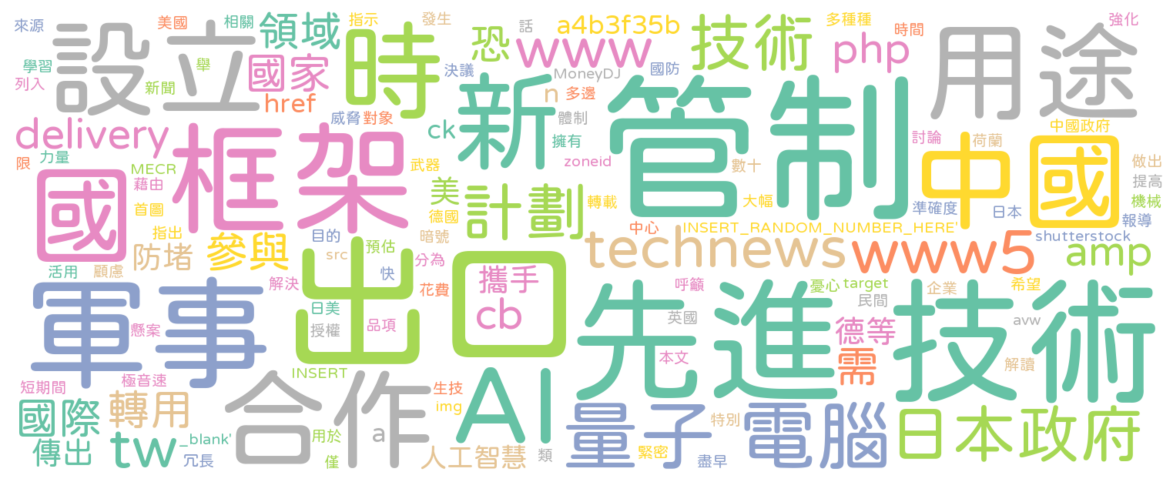 來源
美國
相關
指示
發生
話
a4b3f35b
多種種
時間
強化
設立
領域
時
恐
www
技術
php
用途
學習
列入
舉
新聞
國家
href
決議
MoneyDJ
國防
n
多邊
delivery
框架
威脅
對象
ck
新
體制
擁有
管制
討論
荷蘭
中國政府
中國
限
力量
MECR
藉由
武器
美
zoneid
數十
做出
提高
國
首圖
計劃
德國
轉載
大幅
準確度
日本
機械
報導
指出
防堵
參與
目的
src
預估
暗號
中心
INSERT_RANDOM_NUMBER_HERE'
technews
www5
shutterstock
amp
活用
顧慮
解決
快
分為
攜手
呼籲
憂心
target
企業
希望
軍事
懸案
出口
日美
授權
花費
品項
cb
先進技術
英國
民間
德等
本文
avw
解讀
需
短期間
極音速
INSERT
AI
生技
img
國際
轉用
合作
量子
電腦
特別
日本政府
傳出
tw
_blank'
冗長
用於
僅
a
人工智慧
類
緊密
盡早